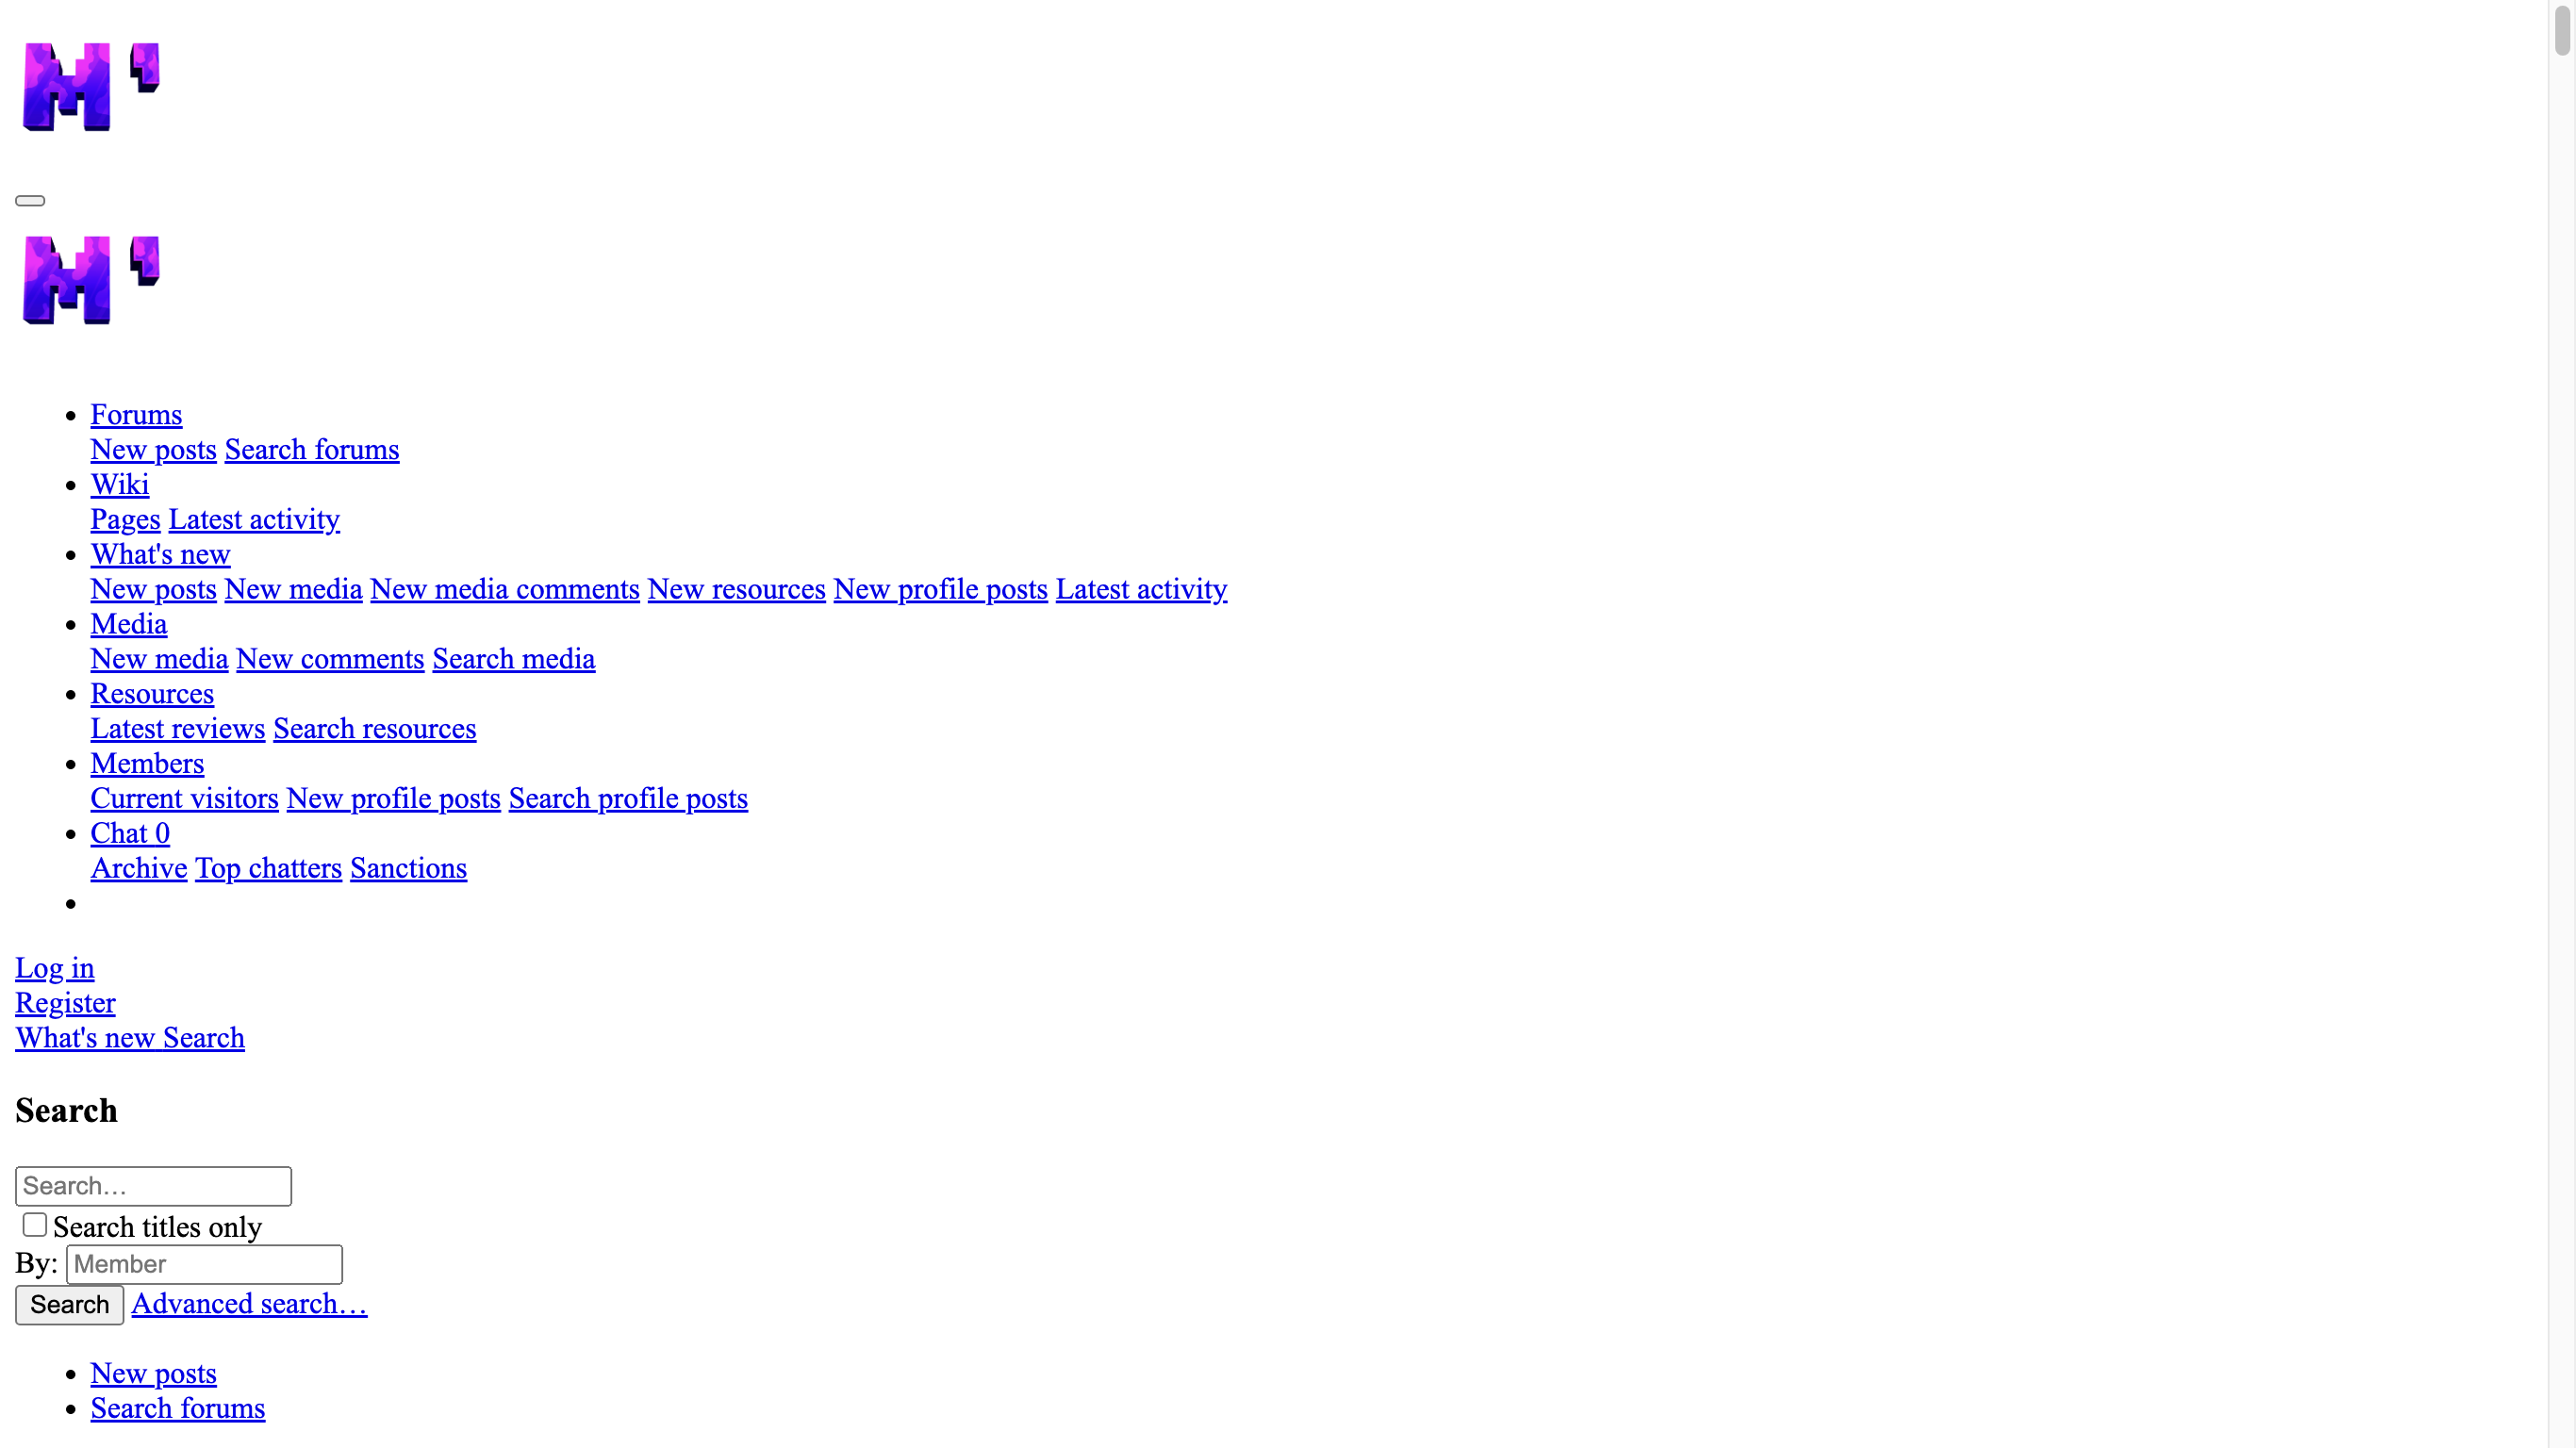 M'
M'
Forums
New posts Search forums
Wiki
Pages Latest activity
What's new
New posts New media New media comments New resources New profile posts Latest activity
Media
New media New comments Search media
Resources
Latest reviews Search resources
Members
Current visitors New profile posts Search profile posts
Chat 0
Archive Top chatters Sanctions
Log in
Register
What's new Search
Search
Search…
Search titles only
By: Member
Search Advanced search…
New posts
Search forums